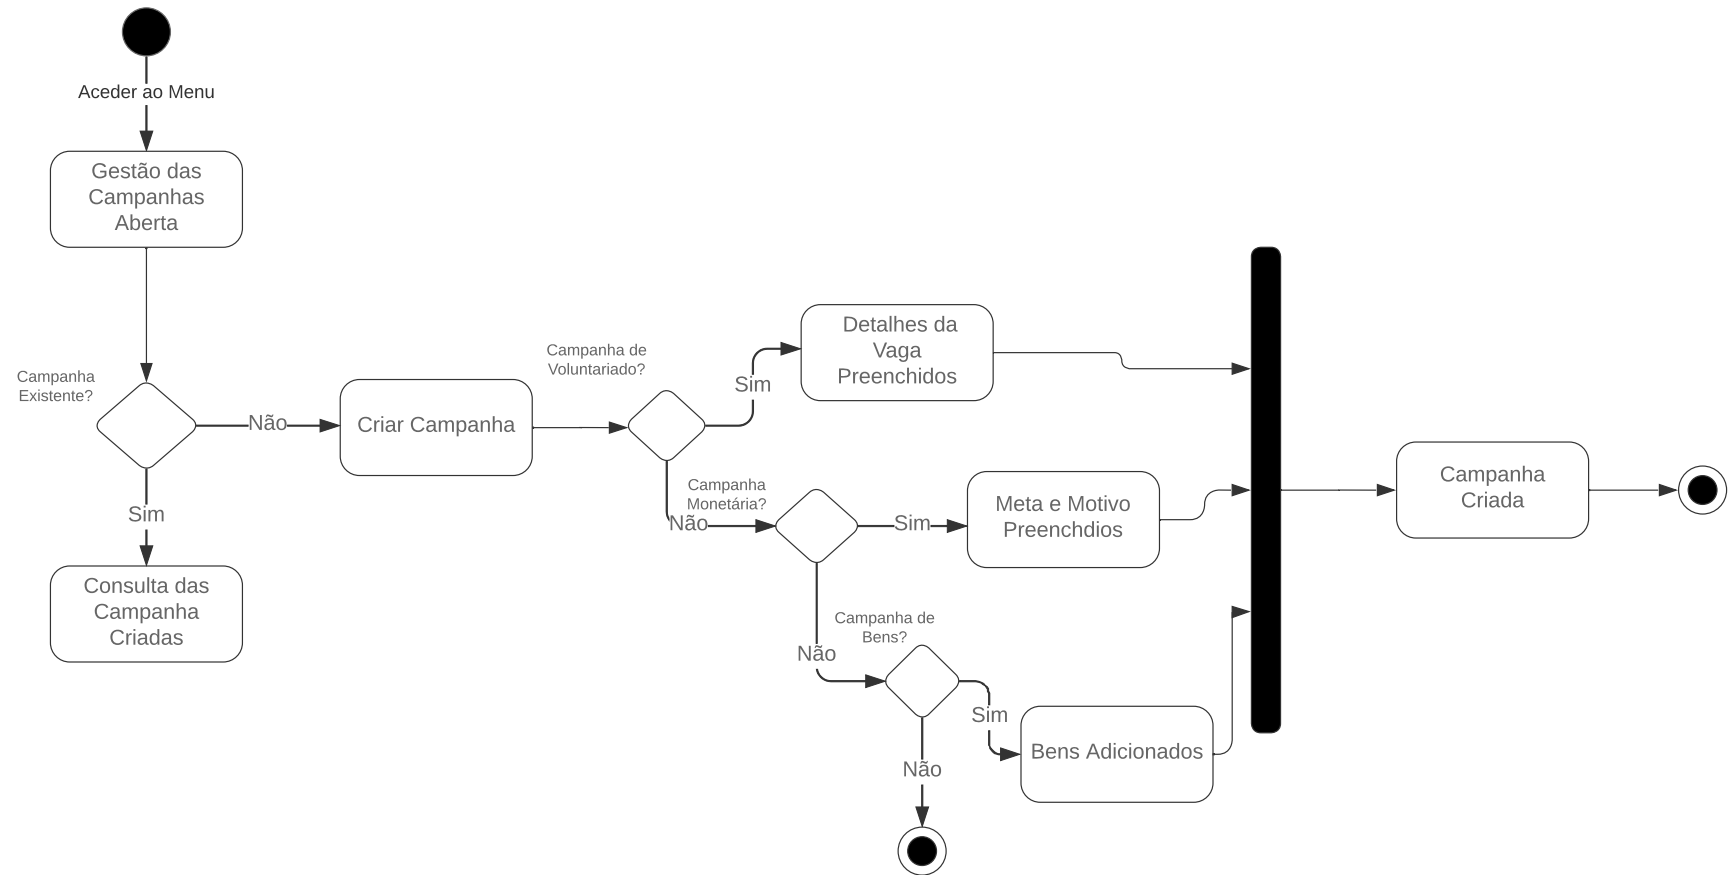 Aceder ao Menu
Gestão das
Campanhas
Aberta
Campanha
Existente?
Não
Sim
Consulta das
Campanha
Criadas
Criar Campanha
Campanha de
Voluntariado?
Sim
Detalhes da
Vaga
Preenchidos
Não
Campanha
Monetária?
Sim
Meta e Motivo
Preenchdios
Não
Campanha de
Bens?
Sim
Bens Adicionados
Não
Campanha
Criada